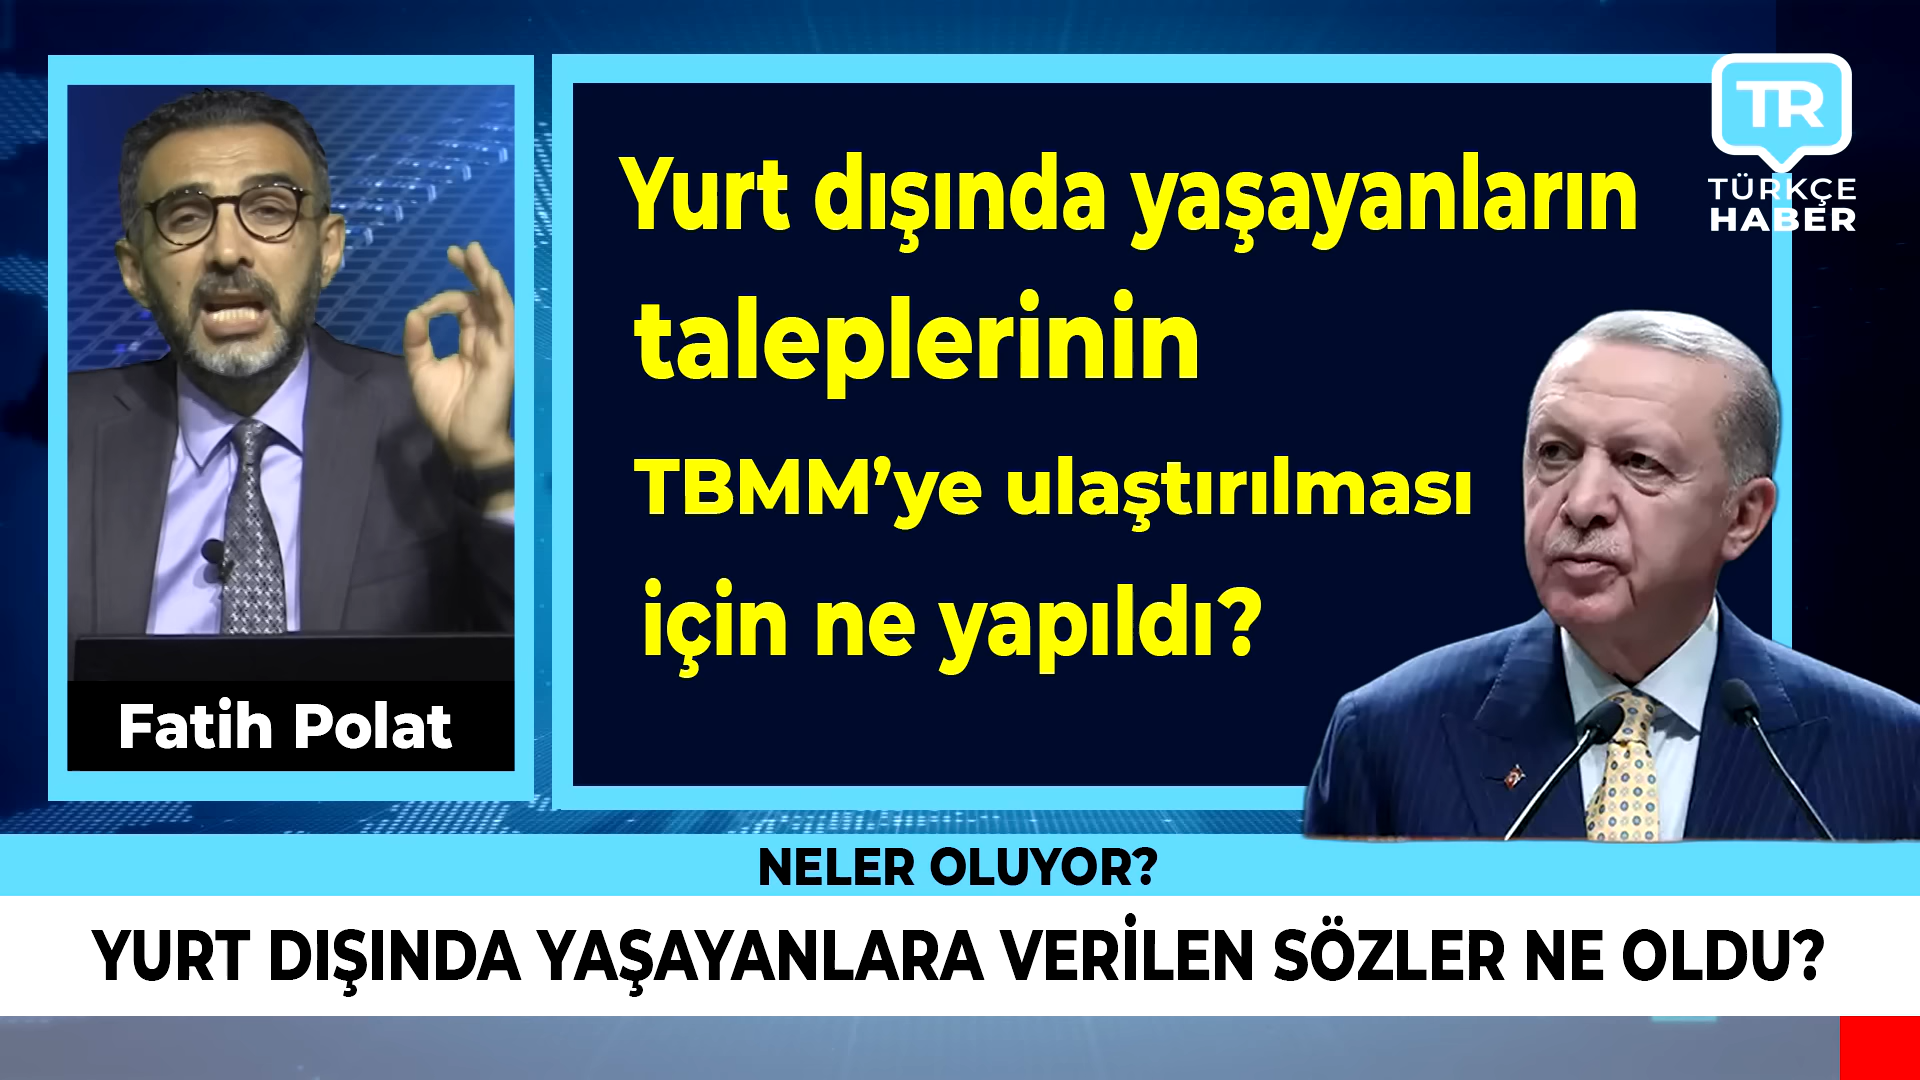 TR
TÜRKÇE
HABER
Yurt dışında yaşayanların
taleplerinin
TBMM’ye ulaştırılması
için ne yapıldı?
Fatih Polat
NELER OLUYOR?
YURT DIŞINDA YAŞAYANLARA VERİLEN SÖZLER NE OLDU?